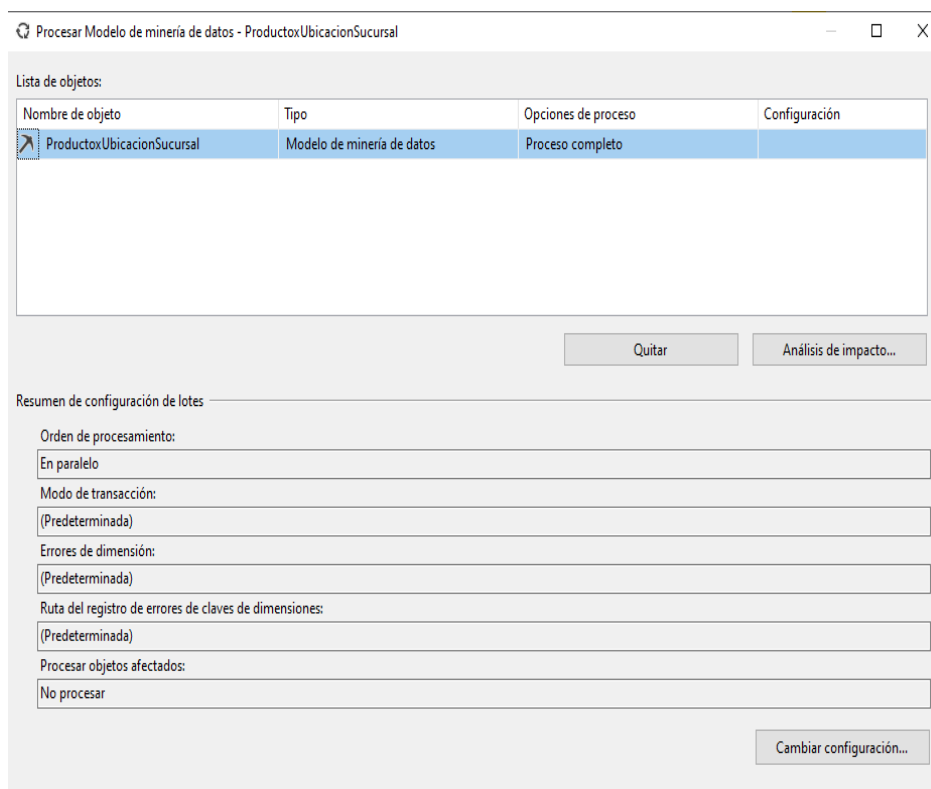 Procesar Modelo de minería de datos - ProductoxUbicacionSucursal
Lista de objetos:
Nombre de objeto Tipo Opciones de proceso Configuración
ProductoxUbicacionSucursal Modelo de minería de datos Proceso completo
Quitar Análisis de impacto...
Resumen de configuración de lotes
Orden de procesamiento:
En paralelo
Modo de transacción:
(Predeterminada)
Errores de dimensión:
(Predeterminada)
Ruta del registro de errores de claves de dimensiones:
(Predeterminada)
Procesar objetos afectados:
No procesar
Cambiar configuración...